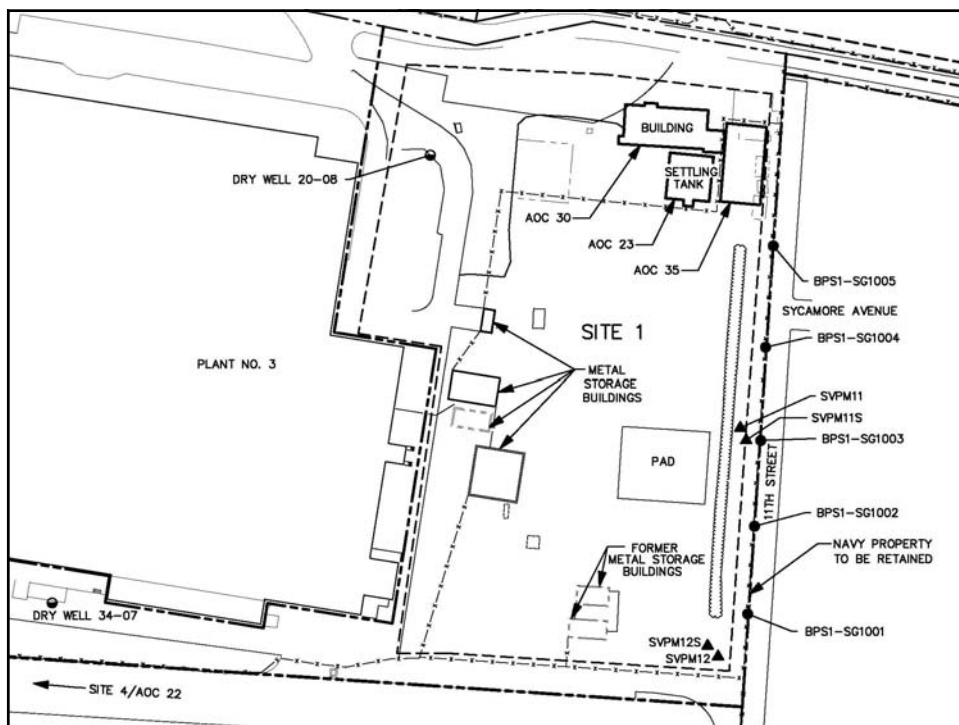 BUILDING
DRY WELL 20-08
SETTLING
TANK
AOC 30
AOC 23
AOC 35
BPS1-SG1005
SYCAMORE AVENUE
SITE 1
BPS1-SG1004
PLANT NO. 3
METAL
STORAGE
BUILDINGS
SVPM11
SVPM11S
BPS1-SG1003
PAD
11TH STREET
BPS1-SG1002
NAVY PROPERTY
TO BE RETAINED
FORMER
METAL STORAGE
BUILDINGS
DRY WELL 34-07
BPS1-SG1001
SVPM12S
SVPM12
SITE 4/AOC 22